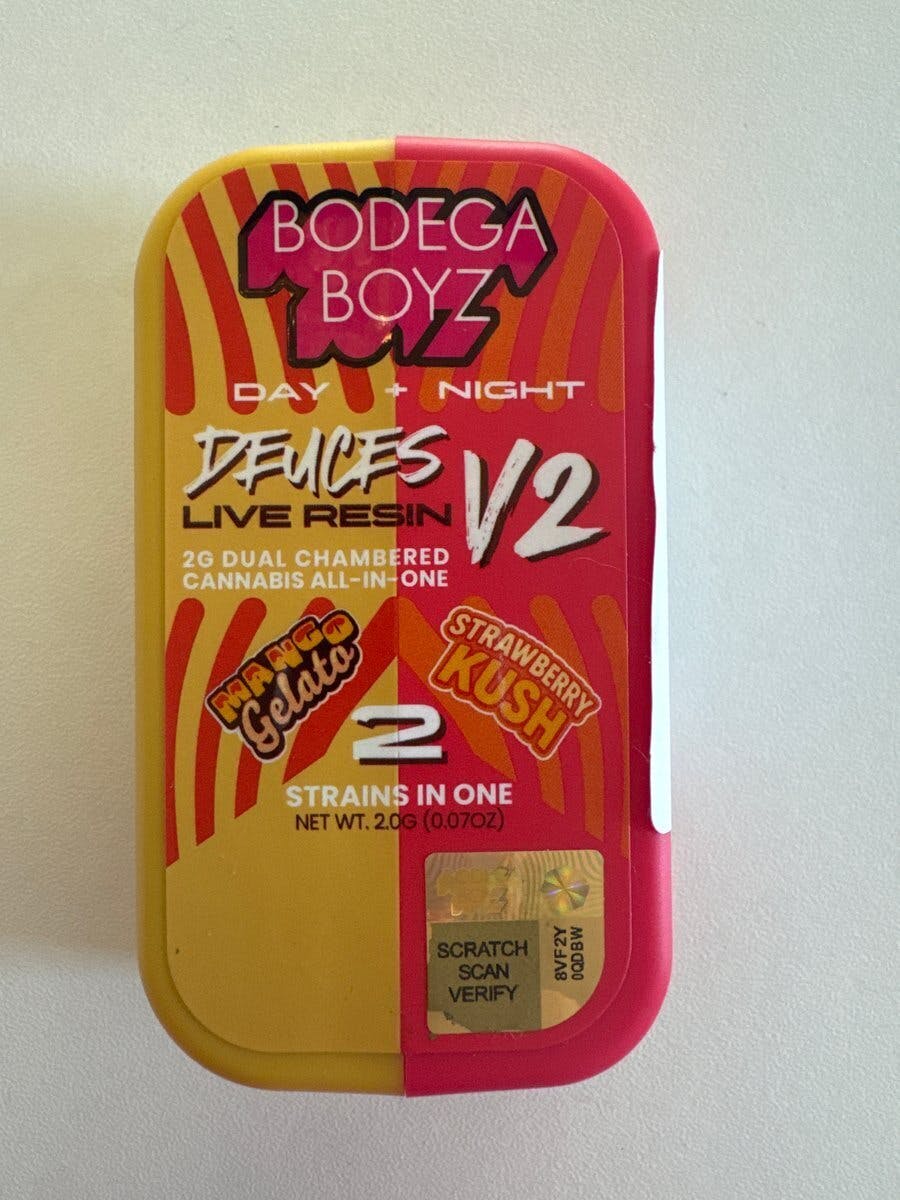 BODEGA
BOYZ
DAY + NIGHT
DEUCES
V2
LIVE RESIN
2G DUAL CHAMBERED
CANNABIS ALL-IN-ONE
MANGO
Gelato
STRAWBERRY
KUSH
2
STRAINS IN ONE
NET WT. 2.0G (0.07OZ)
SCRATCH
SCAN
VERIFY
8VF2Y
0QDBW